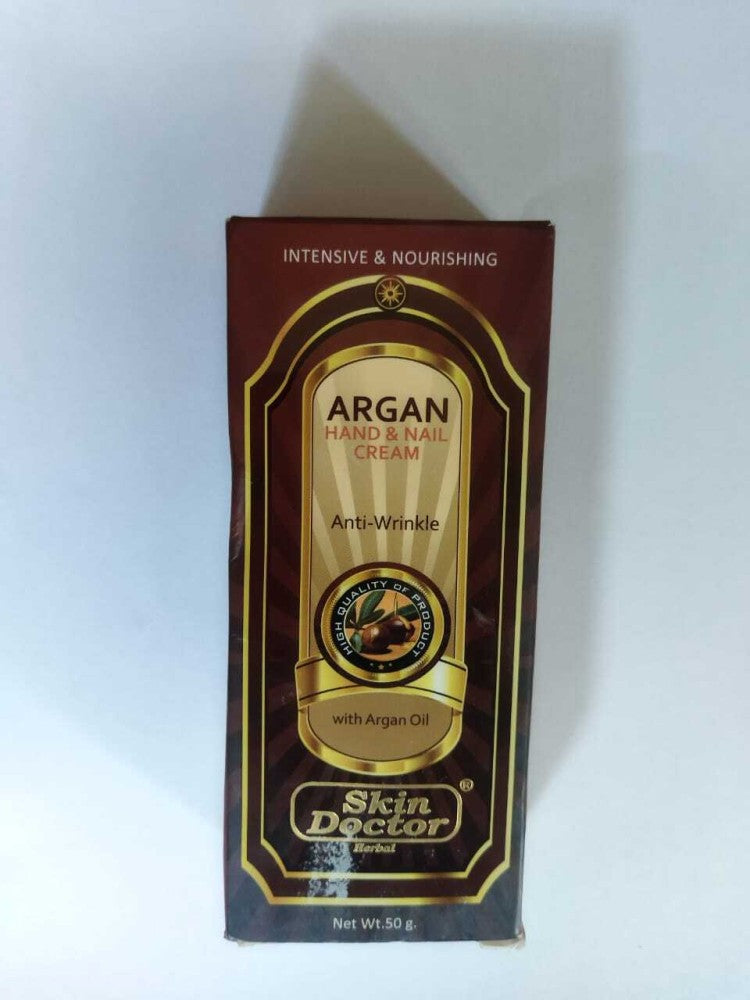 INTENSIVE & NOURISHING
ARGAN
HAND & NAIL
CREAM
Anti-Wrinkle
HIGH QUALITY OF PRODUCT
with Argan Oil
Skin
Doctor
®
Herbal
Net Wt.50 g.